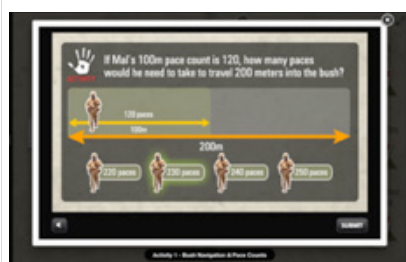 If Mal's 100m pace count is 120, how many paces
would he need to take to travel 200 meters into the bush?
ACTIVITY
120 paces
100m
200m
220 paces
230 paces
240 paces
250 paces
SUBMIT
Activity 1 - Bush Navigation & Pace Counts